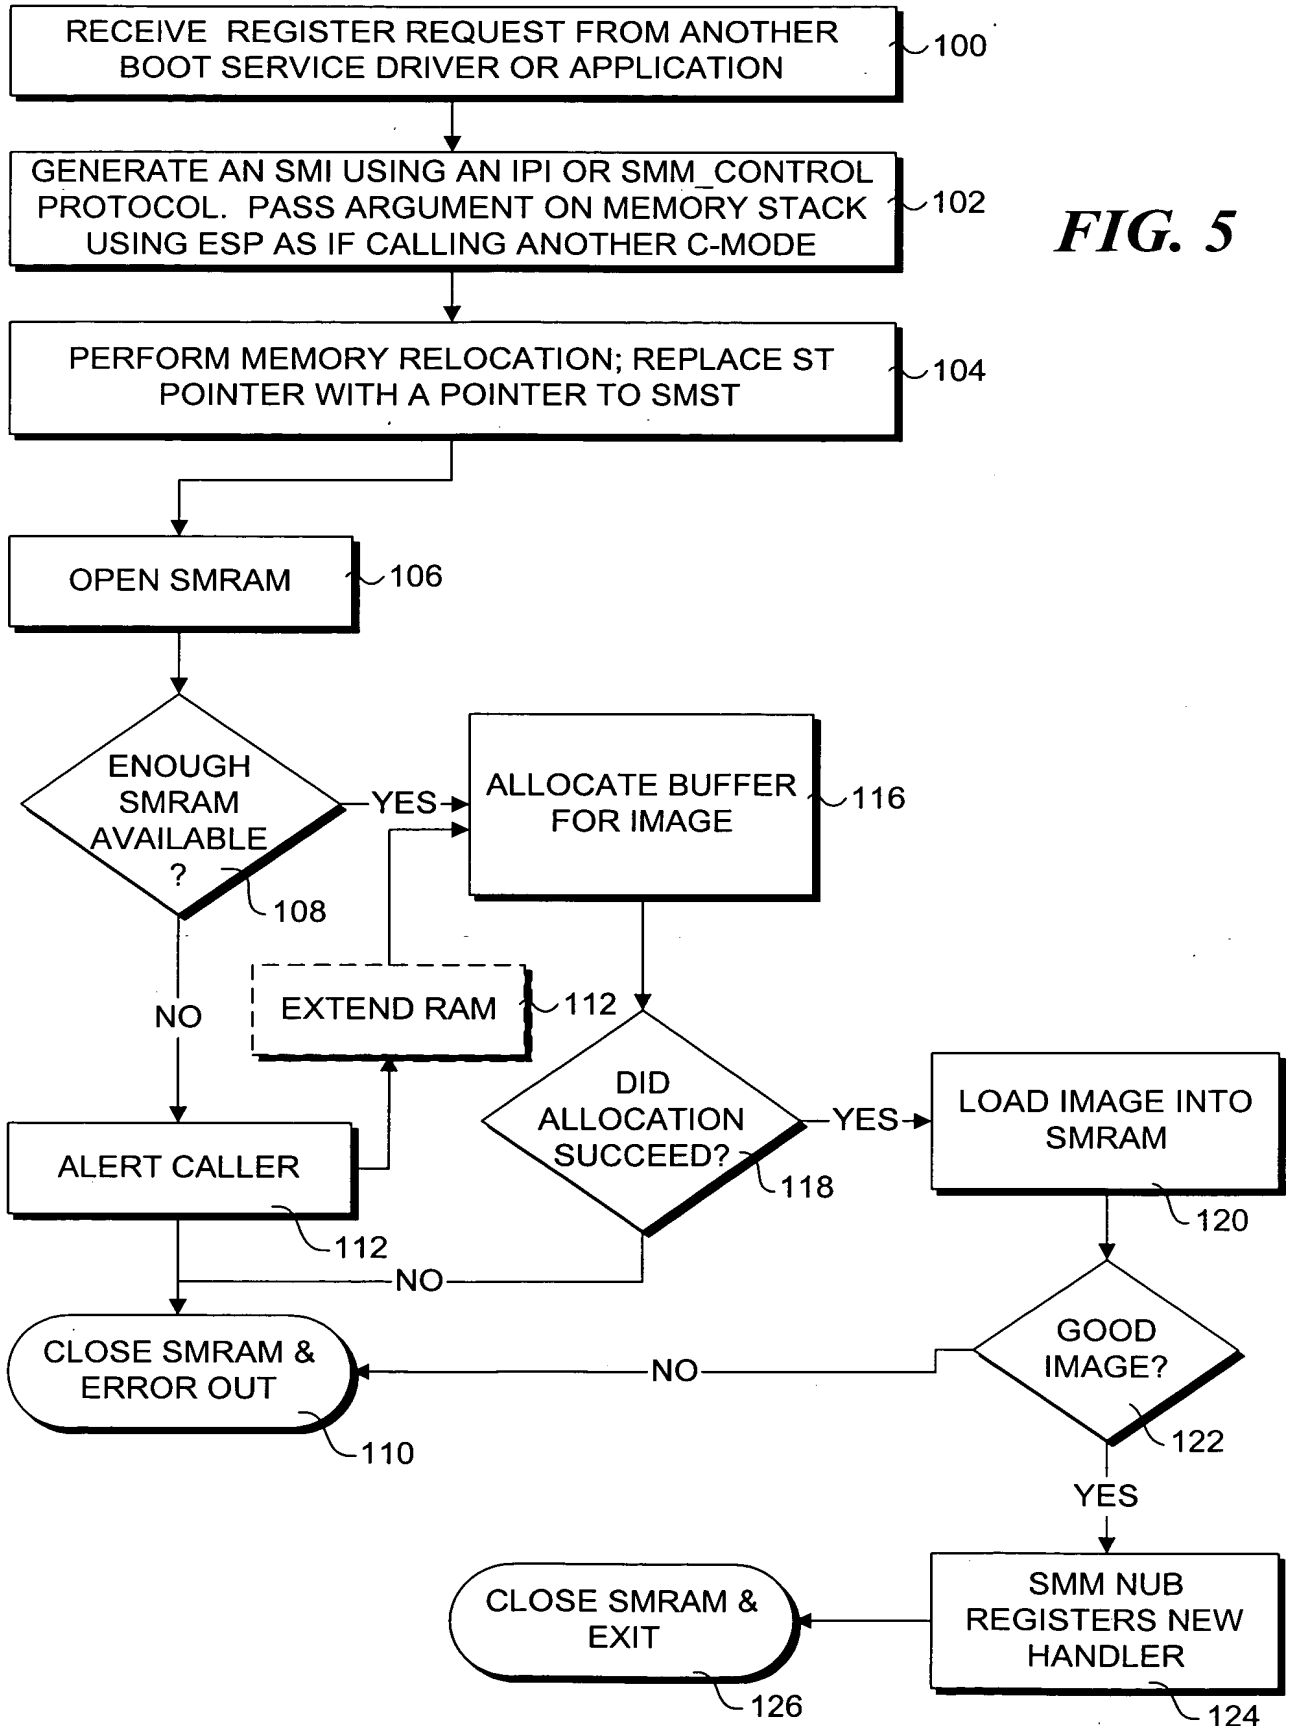 RECEIVE REGISTER REQUEST FROM ANOTHER
BOOT SERVICE DRIVER OR APPLICATION
100
GENERATE AN SMI USING AN IPI OR SMM_CONTROL
PROTOCOL. PASS ARGUMENT ON MEMORY STACK
USING ESP AS IF CALLING ANOTHER C-MODE
102
FIG. 5
PERFORM MEMORY RELOCATION; REPLACE ST
POINTER WITH A POINTER TO SMST
104
OPEN SMRAM
106
ENOUGH
SMRAM
AVAILABLE
?
108
YES
ALLOCATE BUFFER
FOR IMAGE
116
NO
EXTEND RAM
112
DID
ALLOCATION
SUCCEED?
118
YES
LOAD IMAGE INTO
SMRAM
120
ALERT CALLER
112
NO
CLOSE SMRAM &
ERROR OUT
110
NO
GOOD
IMAGE?
122
YES
SMM NUB
REGISTERS NEW
HANDLER
124
CLOSE SMRAM &
EXIT
126